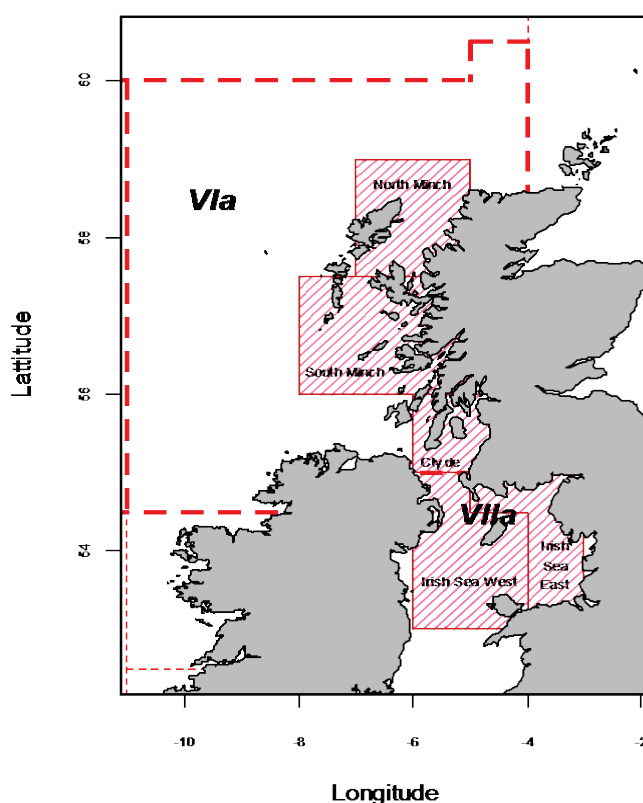 60
58
56
54
Lattitude
VIa
North Minch
South Minch
Clyde
VIIa
Irish Sea West
Irish
Sea
East
-10
-8
-6
-4
-2
Longitude